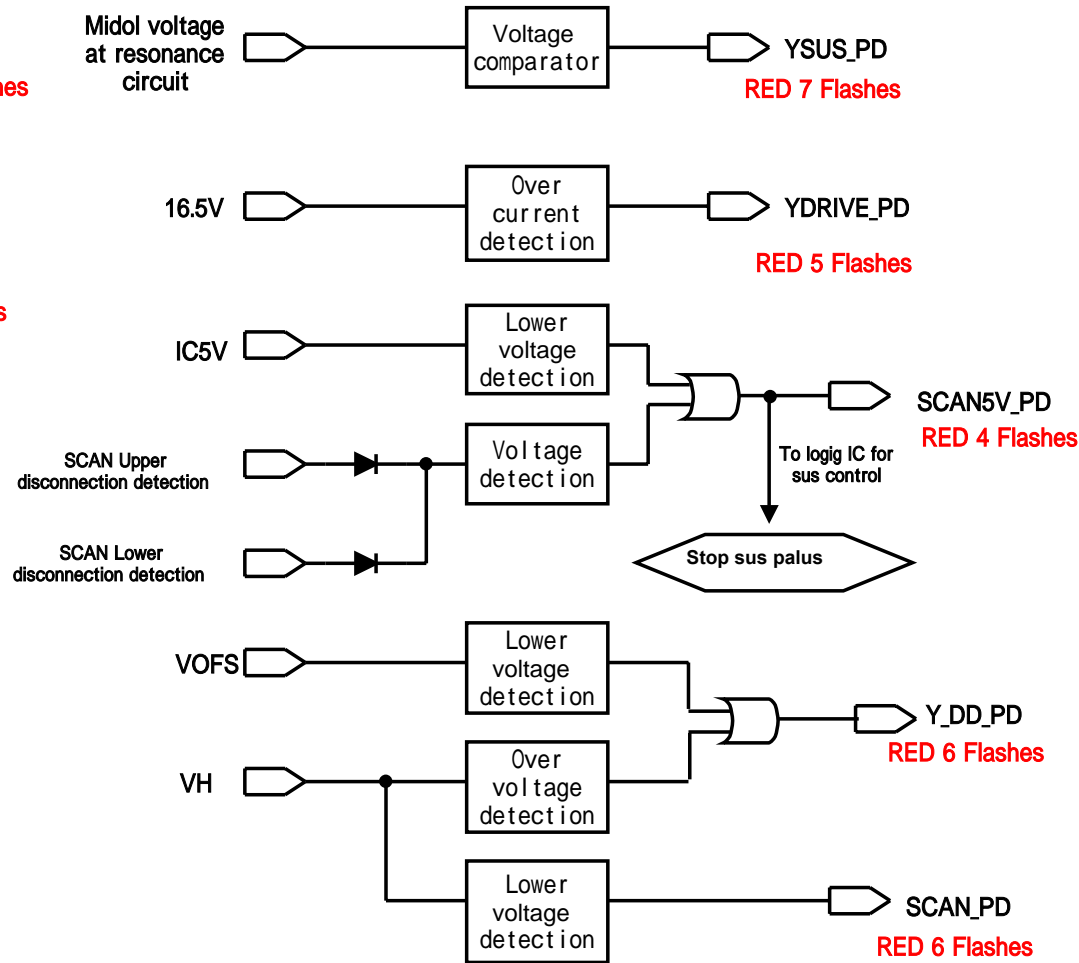 Midol voltage
at resonance
circuit
Voltage
comparator
YSUS_PD
RED 7 Flashes
16.5V
Over
current
detection
YDRIVE_PD
RED 5 Flashes
IC5V
Lower
voltage
detection
SCAN5V_PD
RED 4 Flashes
SCAN Upper
disconnection detection
Voltage
detection
To logig IC for
sus control
SCAN Lower
disconnection detection
Stop sus palus
VOFS
Lower
voltage
detection
Y_DD_PD
RED 6 Flashes
VH
Over
voltage
detection
Lower
voltage
detection
SCAN_PD
RED 6 Flashes